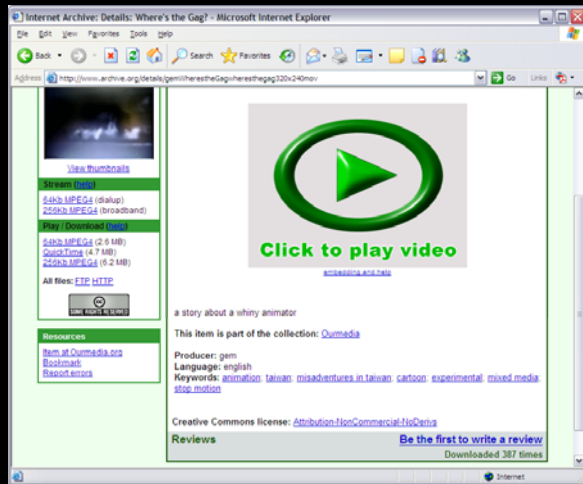 Internet Archive: Details: Where's the Gag? - Microsoft Internet Explorer
File Edit View Favorites Tools Help
Back Search Favorites
Address http://www.archive.org/details/gemWherestheGagwheresthegag320x240mov Go Links
View thumbnails
Stream (help)
64Kb MPEG4 (dialup)
256Kb MPEG4 (broadband)
Play / Download (help)
64Kb MPEG4 (2.6 MB)
QuickTime (4.7 MB)
256Kb MPEG4 (6.2 MB)
All files: FTP HTTP
cc
SOME RIGHTS RESERVED
Resources
Item at Ourmedia.org
Bookmark
Report errors
Click to play video
embedding and help
a story about a whiny animator
This item is part of the collection: Ourmedia
Producer: gem
Language: english
Keywords: animation; taiwan; misadventures in taiwan; cartoon; experimental; mixed media;
stop motion
Creative Commons license: Attribution-NonCommercial-NoDerivs
Reviews Be the first to write a review
Downloaded 387 times
Internet